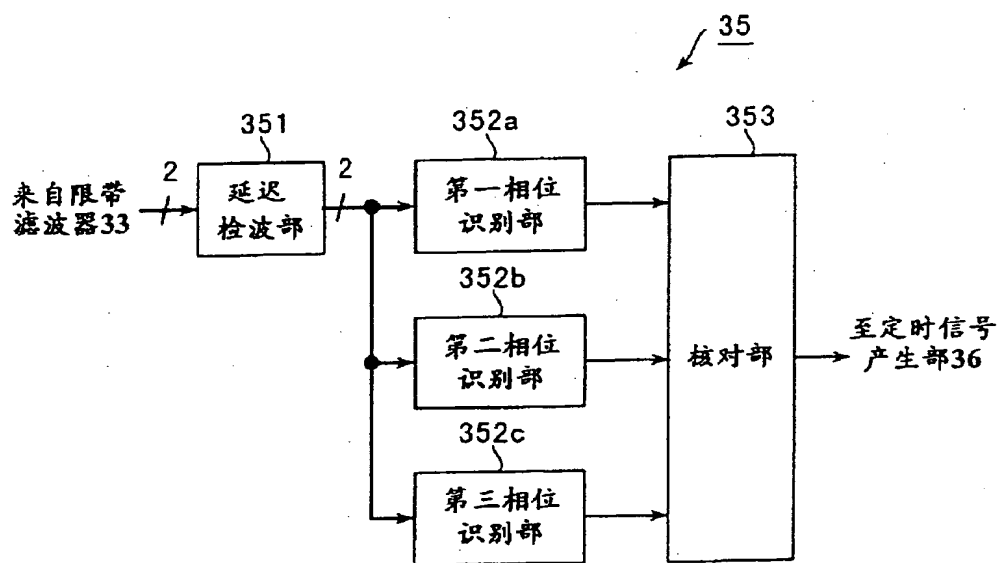 35
351
352a
353
2
2
来自限带
滤波器33
延迟
检波部
第一相位
识别部
352b
第二相位
识别部
核对部
至定时信号
产生部36
352c
第三相位
识别部